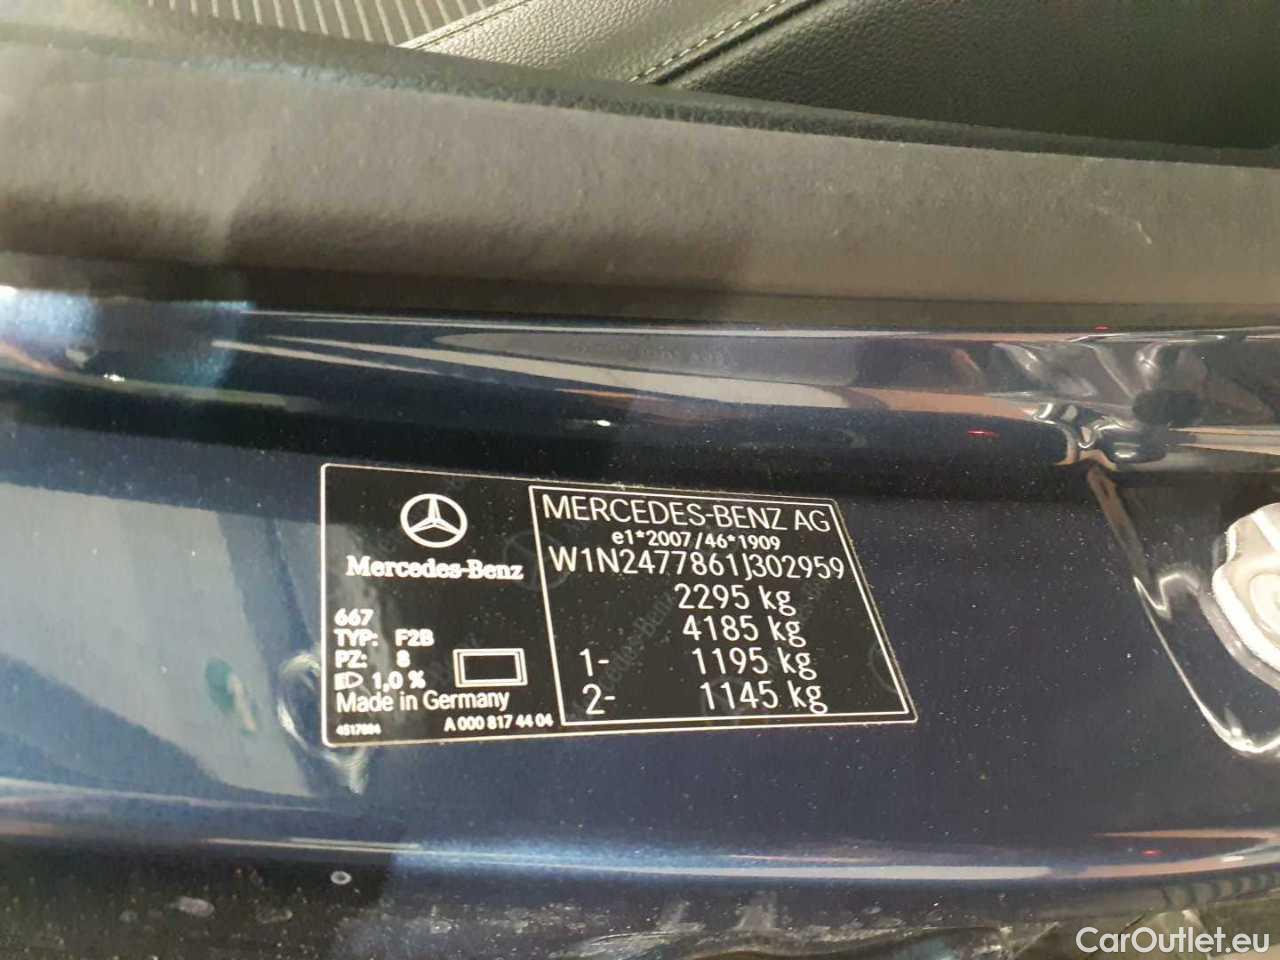 Mercedes-Benz
667
TYP: F2B
PZ: 8
1,0 %
Made in Germany
4517884
A 000 817 44 04
MERCEDES-BENZ AG
e1*2007/46*1909
W1N2477861J302959
2295 kg
4185 kg
1- 1195 kg
2- 1145 kg
CarOutlet.eu